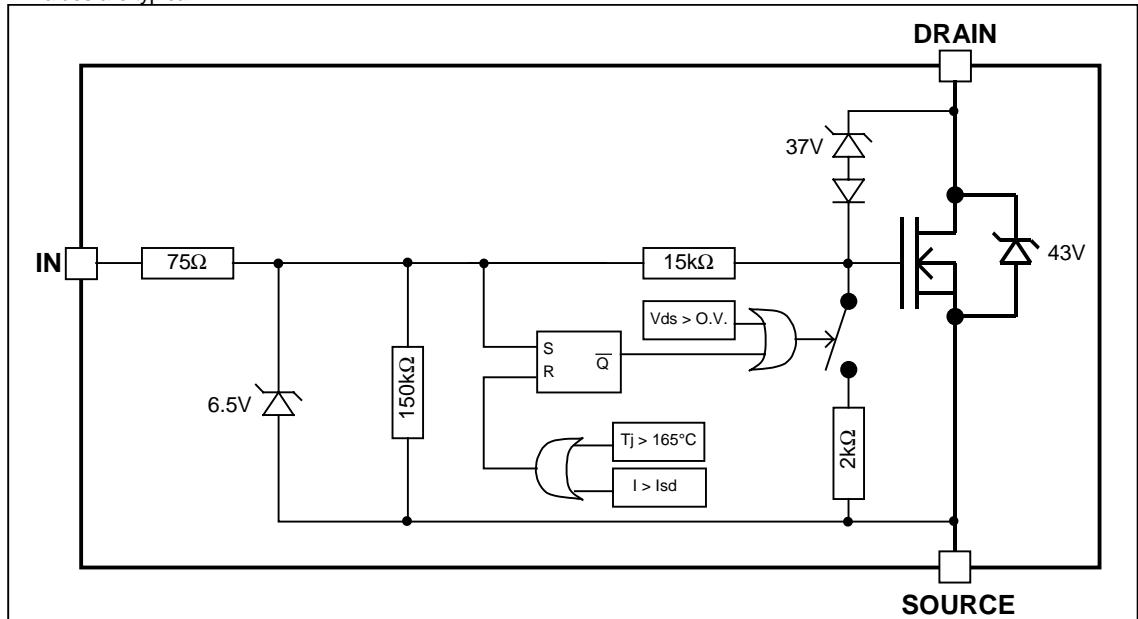 DRAIN
37V
43V
IN
75Ω
15kΩ
Vds > O.V.
S
R
Q
6.5V
150kΩ
Tj > 165°C
I > Isd
2kΩ
SOURCE